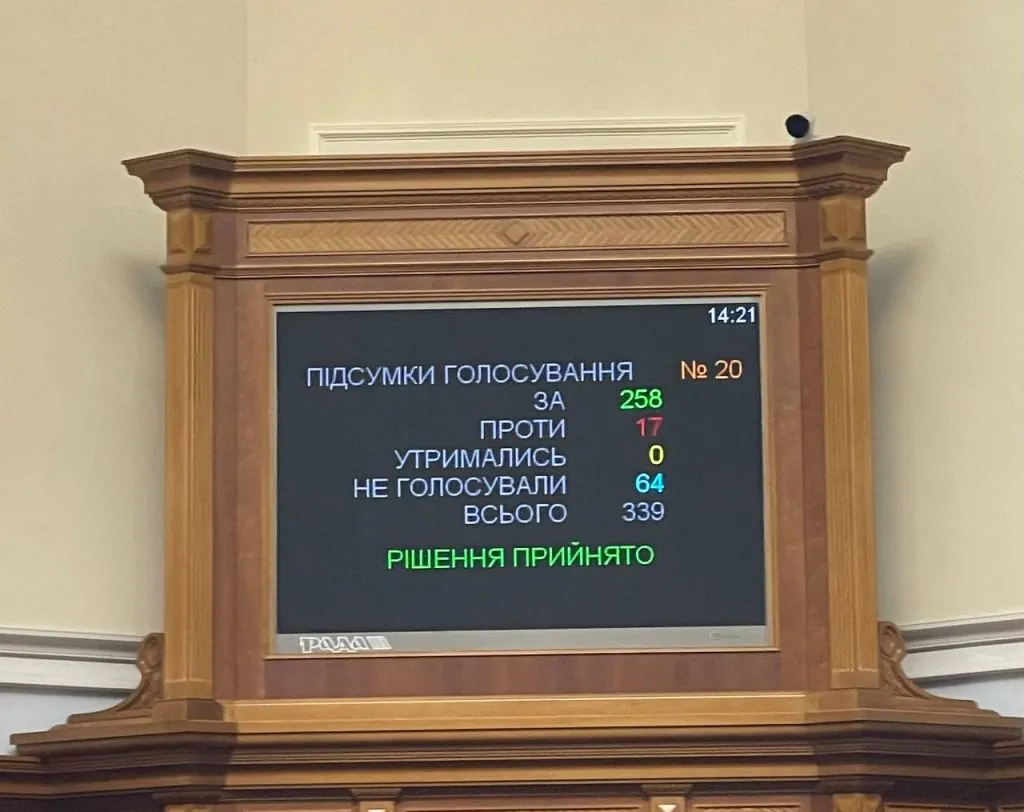 14:21
ПІДСУМКИ ГОЛОСУВАННЯ № 20
ЗА 258
ПРОТИ 17
УТРИМАЛИСЬ 0
НЕ ГОЛОСУВАЛИ 64
ВСЬОГО 339
РІШЕННЯ ПРИЙНЯТО
РАДА